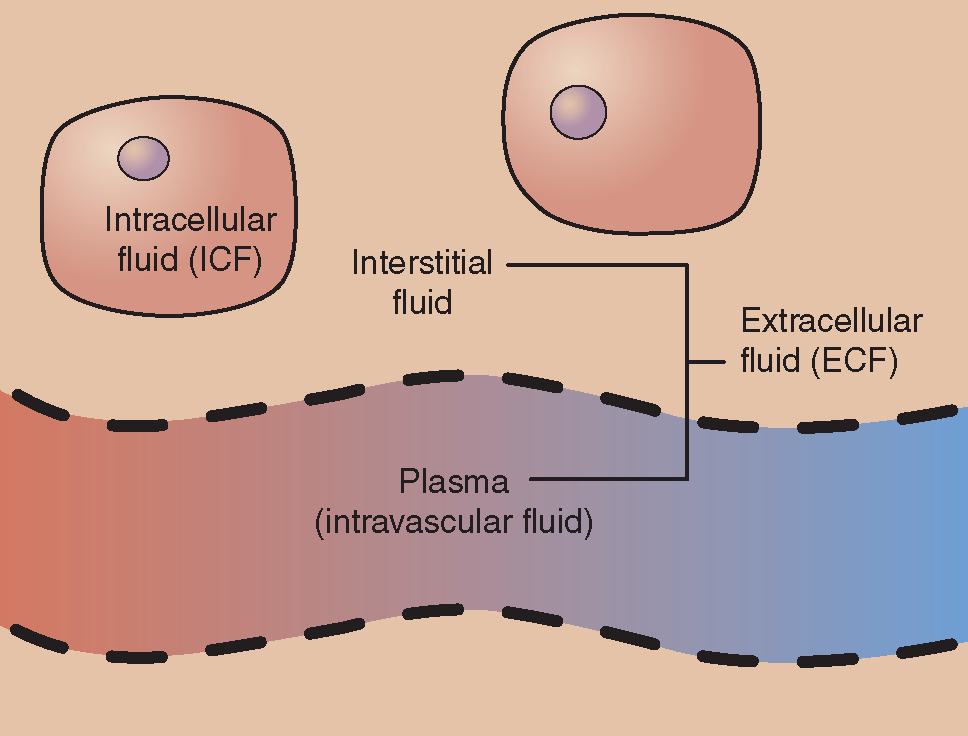 Intracellular
fluid (ICF)
Interstitial
fluid
Extracellular
fluid (ECF)
Plasma
(intravascular fluid)